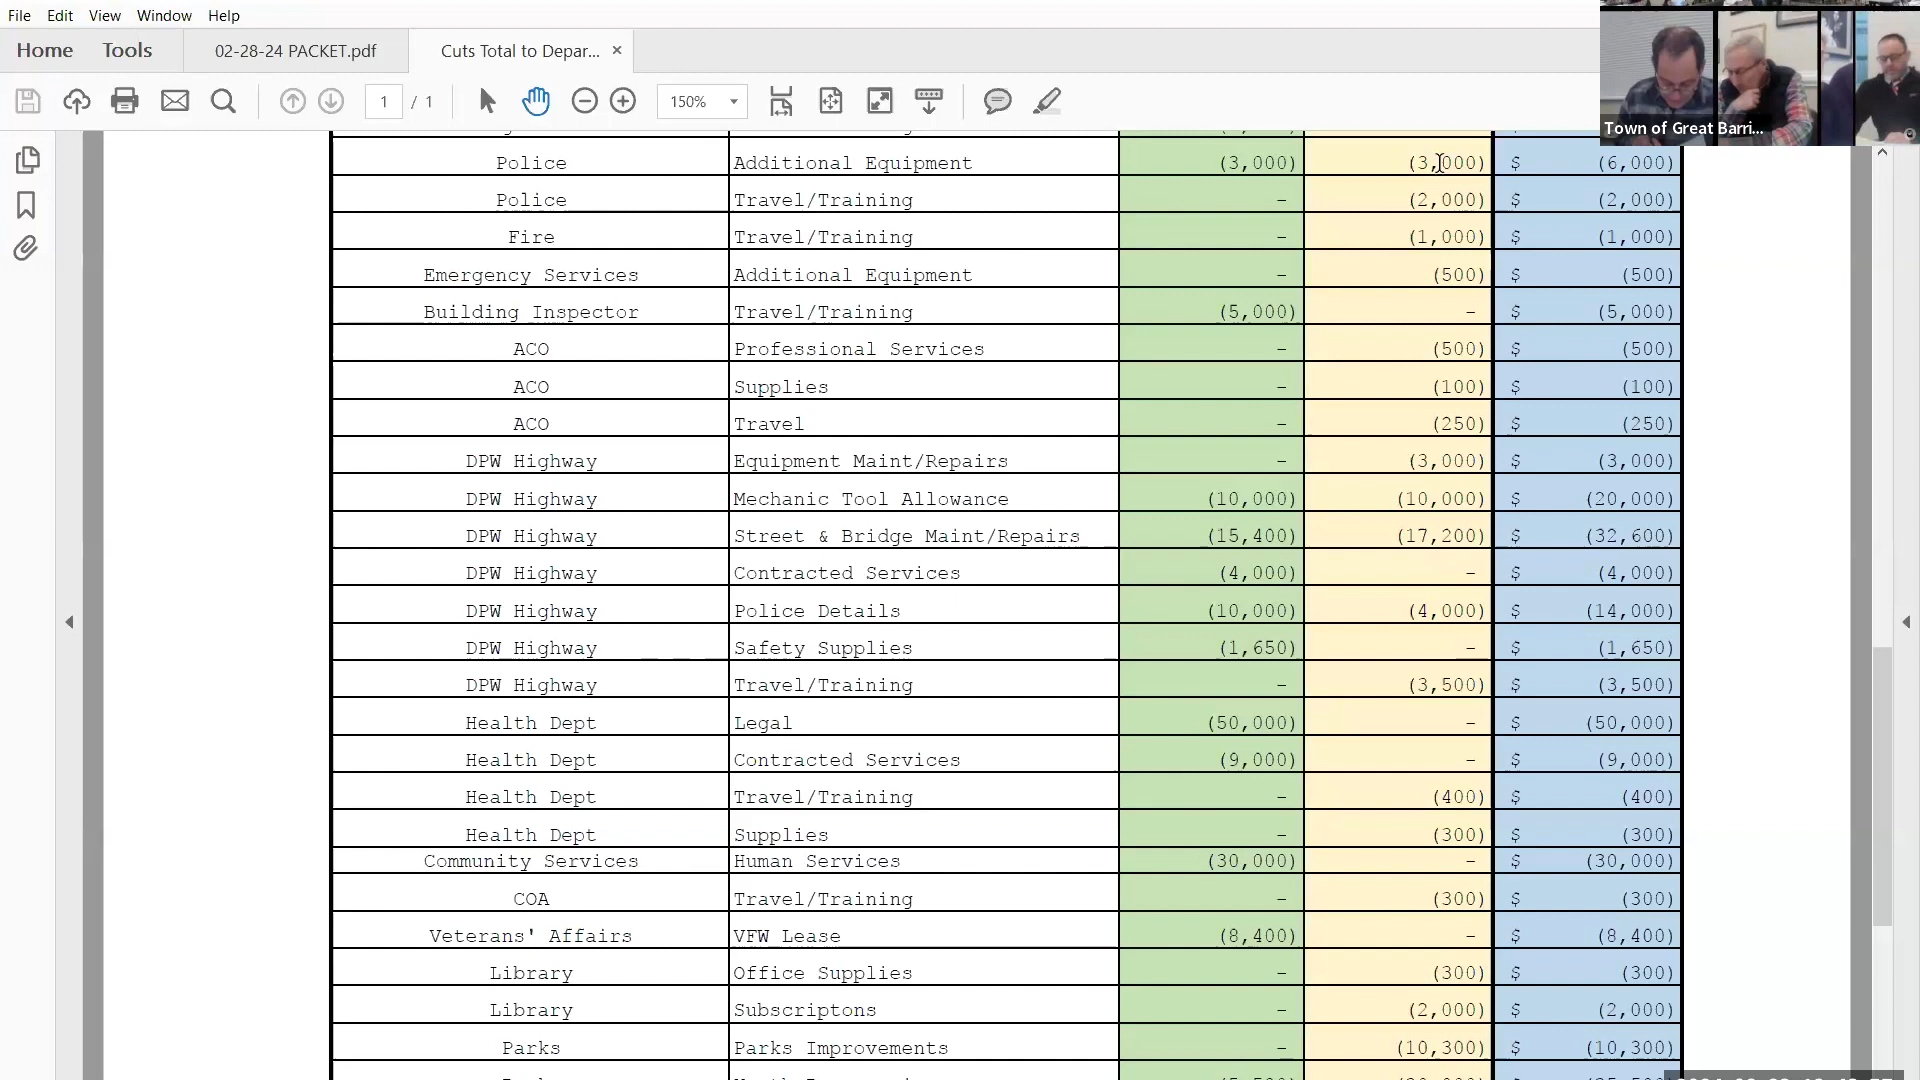 File Edit View Window Help
Home Tools 02-28-24 PACKET.pdf Cuts Total to Depar... ×
1 / 1 150%
Town of Great Barri...
Police Additional Equipment (3,000) (3,000) $ (6,000)
Police Travel/Training - (2,000) $ (2,000)
Fire Travel/Training - (1,000) $ (1,000)
Emergency Services Additional Equipment - (500) $ (500)
Building Inspector Travel/Training (5,000) - $ (5,000)
ACO Professional Services - (500) $ (500)
ACO Supplies - (100) $ (100)
ACO Travel - (250) $ (250)
DPW Highway Equipment Maint/Repairs - (3,000) $ (3,000)
DPW Highway Mechanic Tool Allowance (10,000) (10,000) $ (20,000)
DPW Highway Street & Bridge Maint/Repairs (15,400) (17,200) $ (32,600)
DPW Highway Contracted Services (4,000) - $ (4,000)
DPW Highway Police Details (10,000) (4,000) $ (14,000)
DPW Highway Safety Supplies (1,650) - $ (1,650)
DPW Highway Travel/Training - (3,500) $ (3,500)
Health Dept Legal (50,000) - $ (50,000)
Health Dept Contracted Services (9,000) - $ (9,000)
Health Dept Travel/Training - (400) $ (400)
Health Dept Supplies - (300) $ (300)
Community Services Human Services (30,000) - $ (30,000)
COA Travel/Training - (300) $ (300)
Veterans' Affairs VFW Lease (8,400) - $ (8,400)
Library Office Supplies - (300) $ (300)
Library Subscriptons - (2,000) $ (2,000)
Parks Parks Improvements - (10,300) $ (10,300)